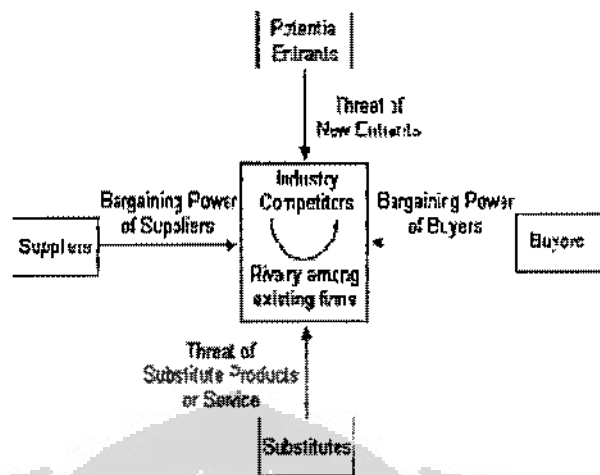 Potential
Entrants
Threat of
New Entrants
Industry
Competitors
Bargaining Power
of Suppliers
Bargaining Power
of Buyers
Suppliers
Buyers
Rivary among
existing firms
Threat of
Substitute Products
or Service
Substitutes